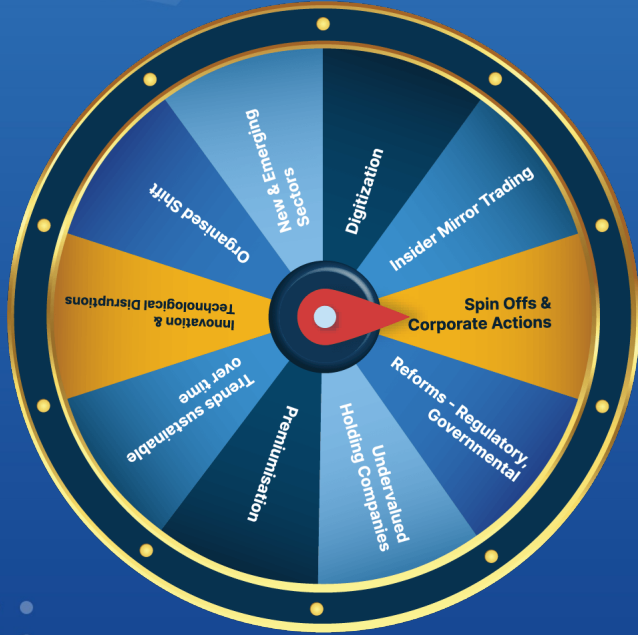 Digitization
Insider Mirror Trading
Spin Offs &
Corporate Actions
Reforms - Regulatory,
Governmental
Undervalued
Holding Companies
Premiumisation
Trends sustainable
over time
Innovation &
Technological Disruptions
Organised Shift
New & Emerging
Sectors